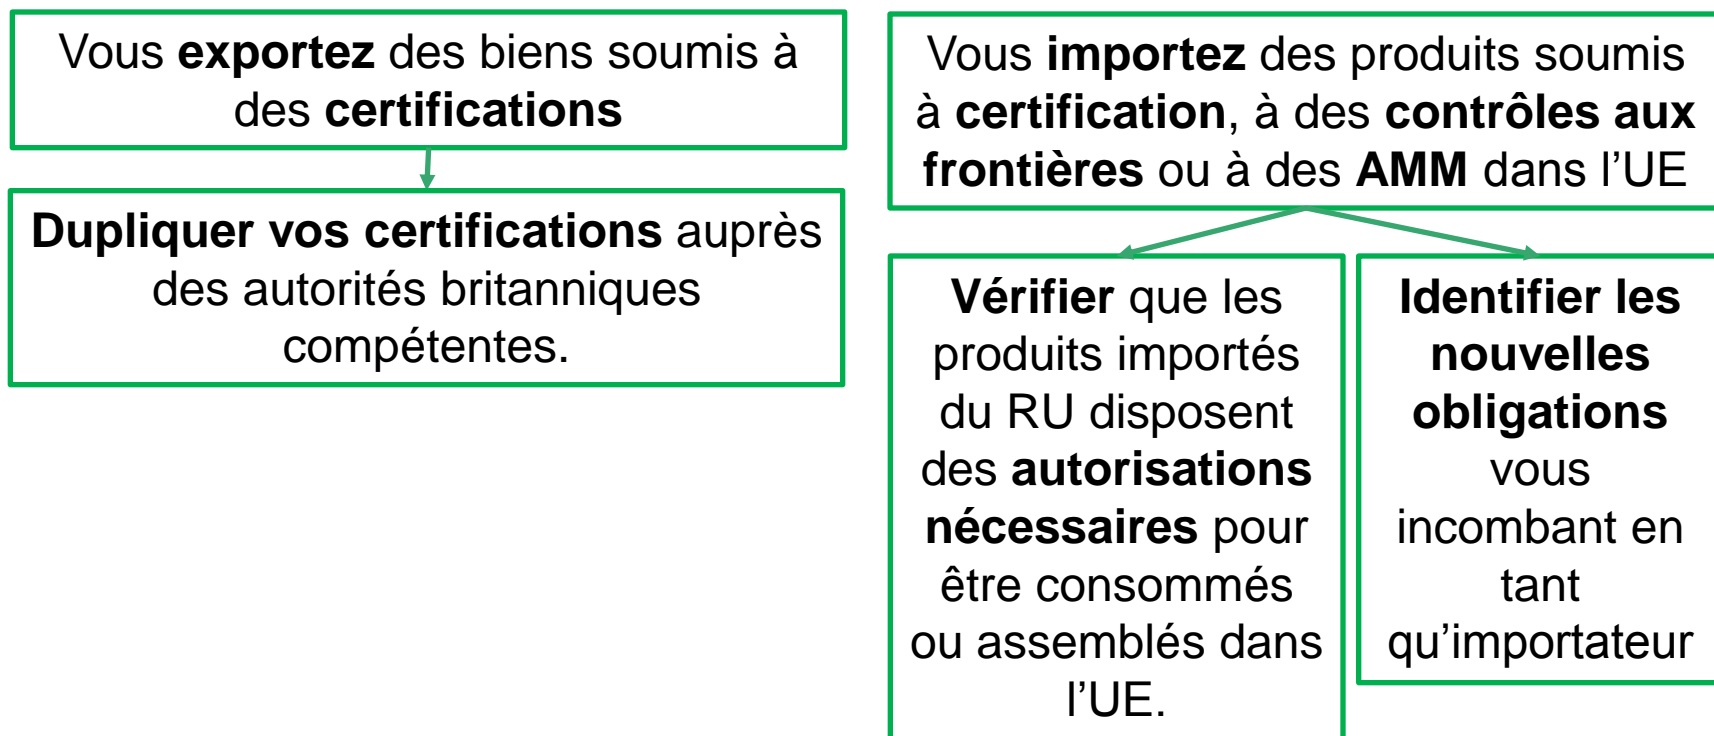 Vous exportez des biens soumis à
des certifications
Dupliquer vos certifications auprès
des autorités britanniques
compétentes.
Vous importez des produits soumis
à certification, à des contrôles aux
frontières ou à des AMM dans l’UE
Vérifier que les
produits importés
du RU disposent
des autorisations
nécessaires pour
être consommés
ou assemblés dans
l’UE.
Identifier les
nouvelles
obligations
vous
incombant en
tant
qu’importateur